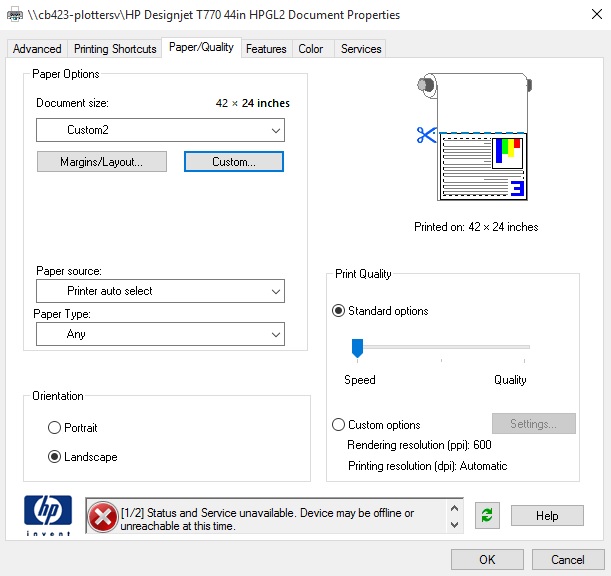 \\cb423-plottersv\HP Designjet T770 44in HPGL2 Document Properties
Advanced Printing Shortcuts Paper/Quality Features Color Services
Paper Options
Document size: 42 × 24 inches
Custom2
Margins/Layout... Custom...
Paper source:
Printer auto select
Paper Type:
Any
Orientation
Portrait
Landscape
3
Printed on: 42 × 24 inches
Print Quality
Standard options
Speed Quality
Custom options Settings...
Rendering resolution (ppi): 600
Printing resolution (dpi): Automatic
hp
invent
[1/2] Status and Service unavailable. Device may be offline or
unreachable at this time.
Help
OK Cancel